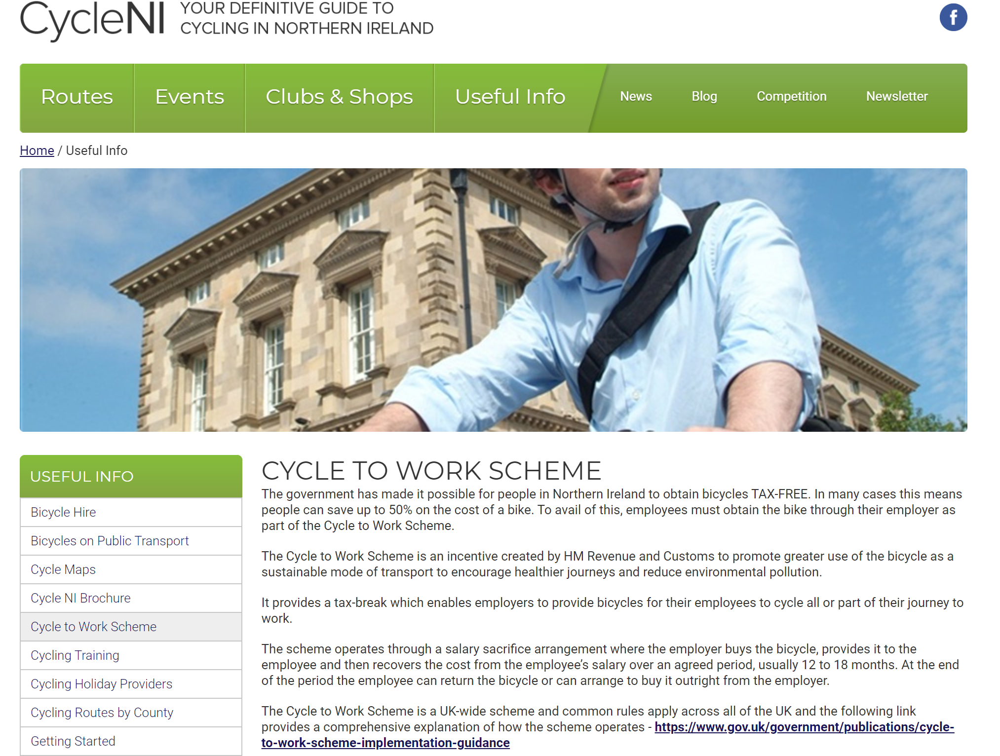 CycleNI
YOUR DEFINITIVE GUIDE TO
CYCLING IN NORTHERN IRELAND
f
Routes
Events
Clubs & Shops
Useful Info
News
Blog
Competition
Newsletter
Home / Useful Info
USEFUL INFO
Bicycle Hire
Bicycles on Public Transport
Cycle Maps
Cycle NI Brochure
Cycle to Work Scheme
Cycling Training
Cycling Holiday Providers
Cycling Routes by County
Getting Started
CYCLE TO WORK SCHEME
The government has made it possible for people in Northern Ireland to obtain bicycles TAX-FREE. In many cases this means
people can save up to 50% on the cost of a bike. To avail of this, employees must obtain the bike through their employer as
part of the Cycle to Work Scheme.
The Cycle to Work Scheme is an incentive created by HM Revenue and Customs to promote greater use of the bicycle as a
sustainable mode of transport to encourage healthier journeys and reduce environmental pollution.
It provides a tax-break which enables employers to provide bicycles for their employees to cycle all or part of their journey to
work.
The scheme operates through a salary sacrifice arrangement where the employer buys the bicycle, provides it to the
employee and then recovers the cost from the employee’s salary over an agreed period, usually 12 to 18 months. At the end
of the period the employee can return the bicycle or can arrange to buy it outright from the employer.
The Cycle to Work Scheme is a UK-wide scheme and common rules apply across all of the UK and the following link
provides a comprehensive explanation of how the scheme operates - https://www.gov.uk/government/publications/cycle-
to-work-scheme-implementation-guidance